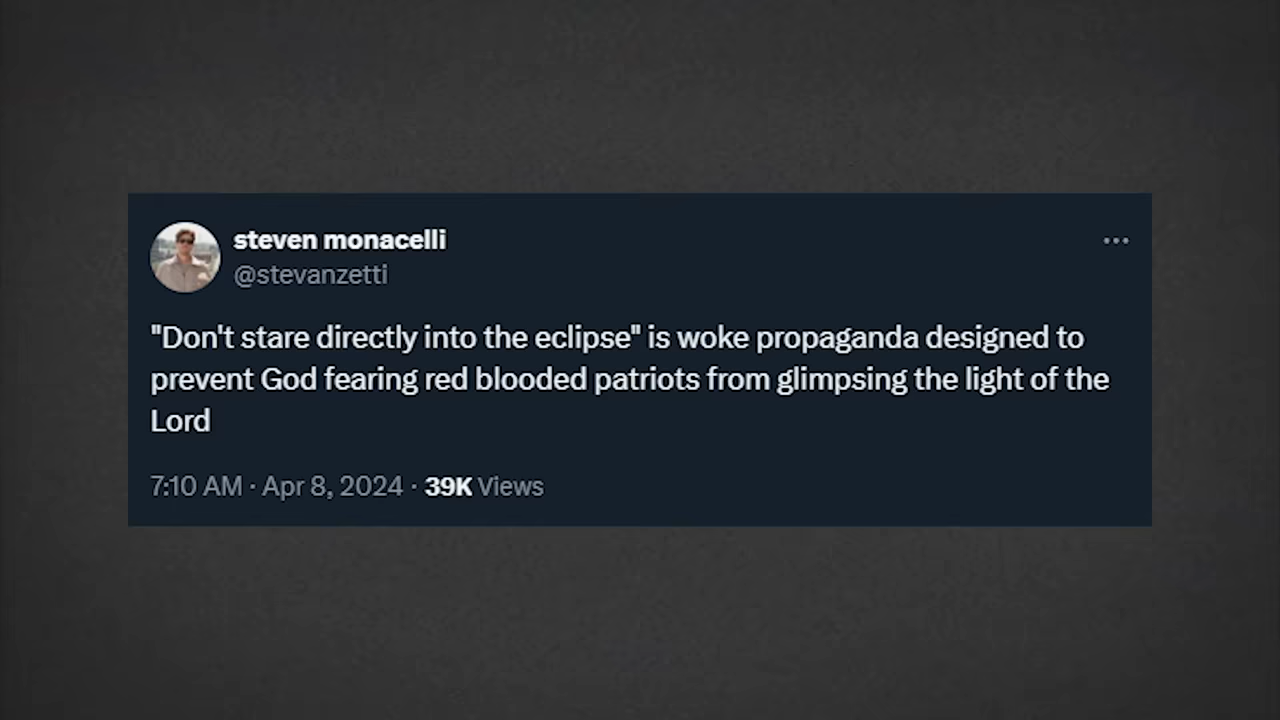 steven monacelli
@stevanzetti
"Don't stare directly into the eclipse" is woke propaganda designed to
prevent God fearing red blooded patriots from glimpsing the light of the
Lord
7:10 AM · Apr 8, 2024 · 39K Views